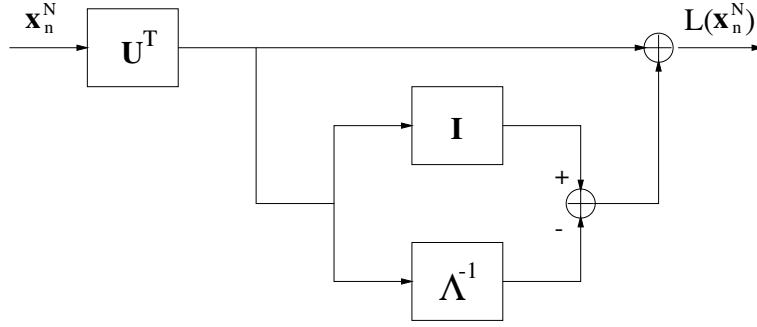 x_n^N
U^T
L(x_n^N)
I
+
-
Λ^-1